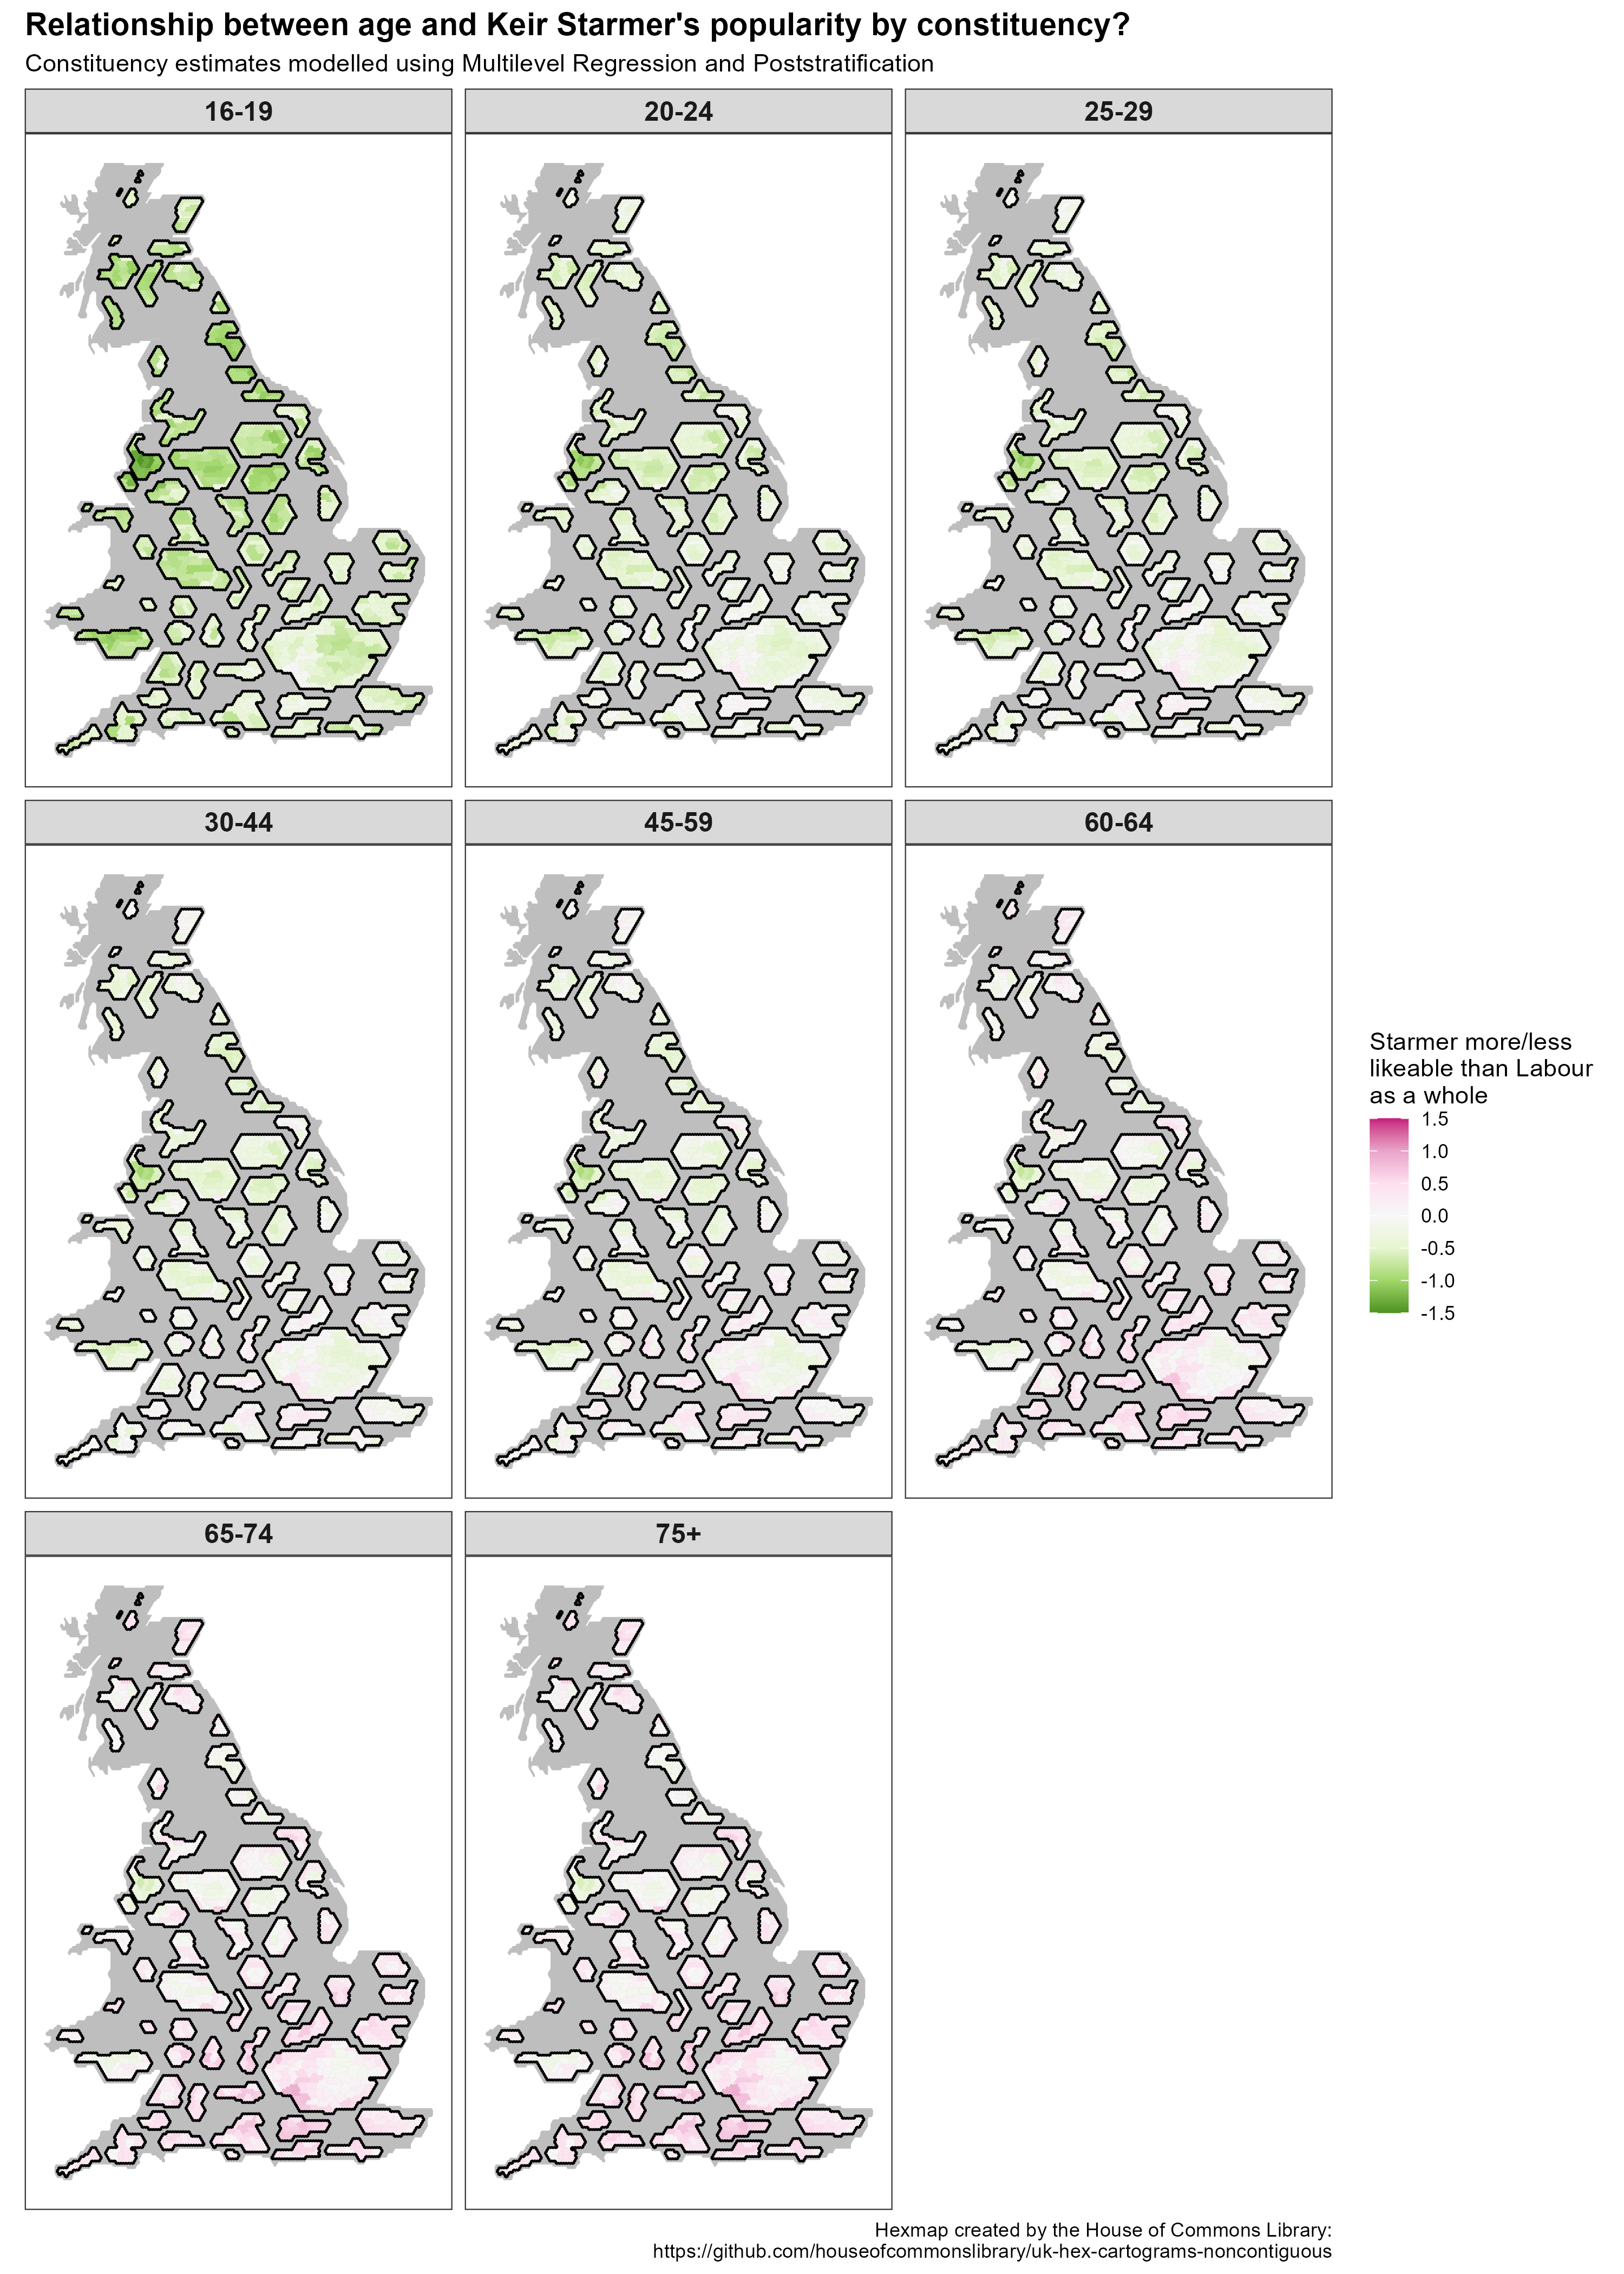 Relationship between age and Keir Starmer's popularity by constituency?
Constituency estimates modelled using Multilevel Regression and Poststratification
16-19
20-24
25-29
30-44
45-59
60-64
Starmer more/less
likeable than Labour
as a whole
1.5
1.0
0.5
0.0
-0.5
-1.0
-1.5
65-74
75+
Hexmap created by the House of Commons Library:
https://github.com/houseofcommonslibrary/uk-hex-cartograms-noncontiguous